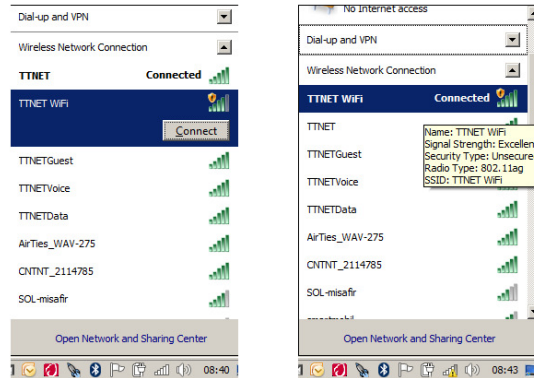 Dial-up and VPN
Wireless Network Connection
TTNET Connected
TTNET WiFi
Connect
TTNETGuest
TTNETVoice
TTNETData
AirTies_WAV-275
CNTNT_2114785
SOL-misafir
Open Network and Sharing Center
08:40
No Internet access
Dial-up and VPN
Wireless Network Connection
TTNET WiFi Connected
TTNET
TTNETGuest
TTNETVoice
TTNETData
AirTies_WAV-275
CNTNT_2114785
SOL-misafir
Name: TTNET WiFi
Signal Strength: Excellen
Security Type: Unsecure
Radio Type: 802.11ag
SSID: TTNET WiFi
Open Network and Sharing Center
08:43